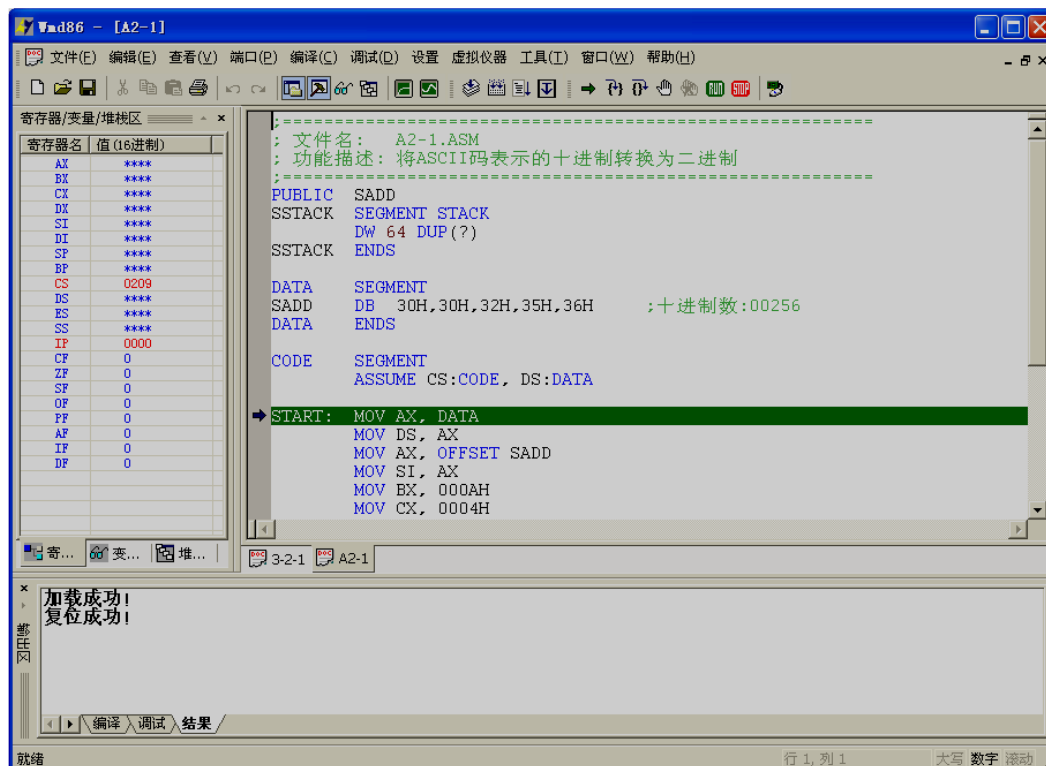 Wmd86 - [A2-1]
文件(F) 编辑(E) 查看(V) 端口(P) 编译(C) 调试(D) 设置 虚拟仪器 工具(T) 窗口(W) 帮助(H)
RUN STOP
寄存器/变量/堆栈区
寄存器名 值(16进制)
AX ****
BX ****
CX ****
DX ****
SI ****
DI ****
SP ****
BP ****
CS 0209
DS ****
ES ****
SS ****
IP 0000
CF 0
ZF 0
SF 0
OF 0
PF 0
AF 0
IF 0
DF 0
寄... 变... 堆...
;=========================================================
; 文件名: A2-1.ASM
; 功能描述: 将ASCII码表示的十进制转换为二进制
;=========================================================
PUBLIC SADD
SSTACK SEGMENT STACK
DW 64 DUP(?)
SSTACK ENDS
DATA SEGMENT
SADD DB 30H,30H,32H,35H,36H ;十进制数:00256
DATA ENDS
CODE SEGMENT
ASSUME CS:CODE, DS:DATA
START: MOV AX, DATA
MOV DS, AX
MOV AX, OFFSET SADD
MOV SI, AX
MOV BX, 000AH
MOV CX, 0004H
3-2-1 A2-1
加载成功!
复位成功!
输出区
编译 调试 结果
就绪 行 1, 列 1 大写 数字 滚动